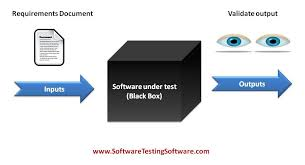 Requirements Document
Validate output
Inputs
Software under test
(Black Box)
Outputs
www.SoftwareTestingSoftware.com